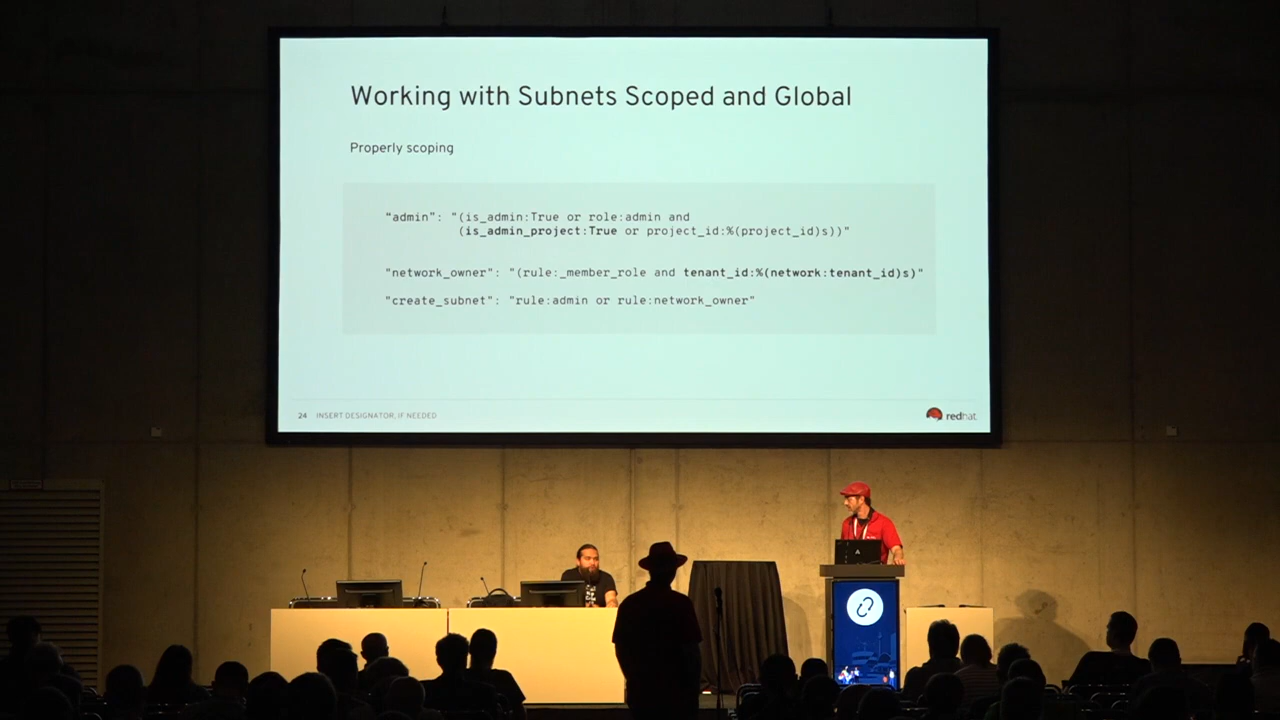 Working with Subnets Scoped and Global
Properly scoping
"admin": "(is_admin:True or role:admin and
(is_admin_project:True or project_id:%(project_id)s))"
"network_owner": "(rule:_member_role and tenant_id:%(network:tenant_id)s)"
"create_subnet": "rule:admin or rule:network_owner"
24 INSERT DESIGNATOR, IF NEEDED
redhat.